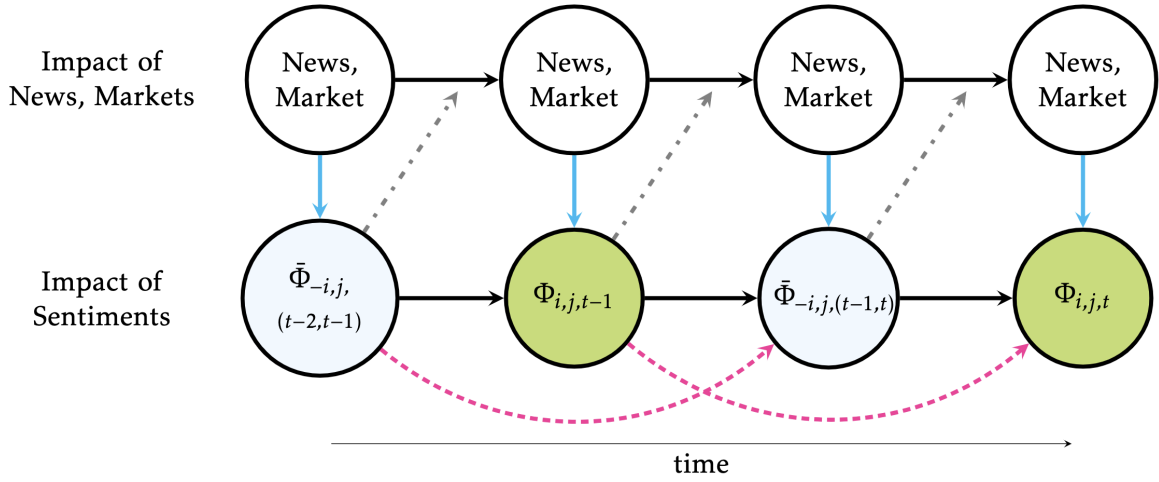 Impact of
News, Markets
News,
Market
News,
Market
News,
Market
News,
Market
Impact of
Sentiments
Φ̄₋ᵢ,ⱼ,
(t−2,t−1)
Φᵢ,ⱼ,ₜ₋₁
Φ̄₋ᵢ,ⱼ,₍ₜ₋₁,ₜ₎
Φᵢ,ⱼ,ₜ
time